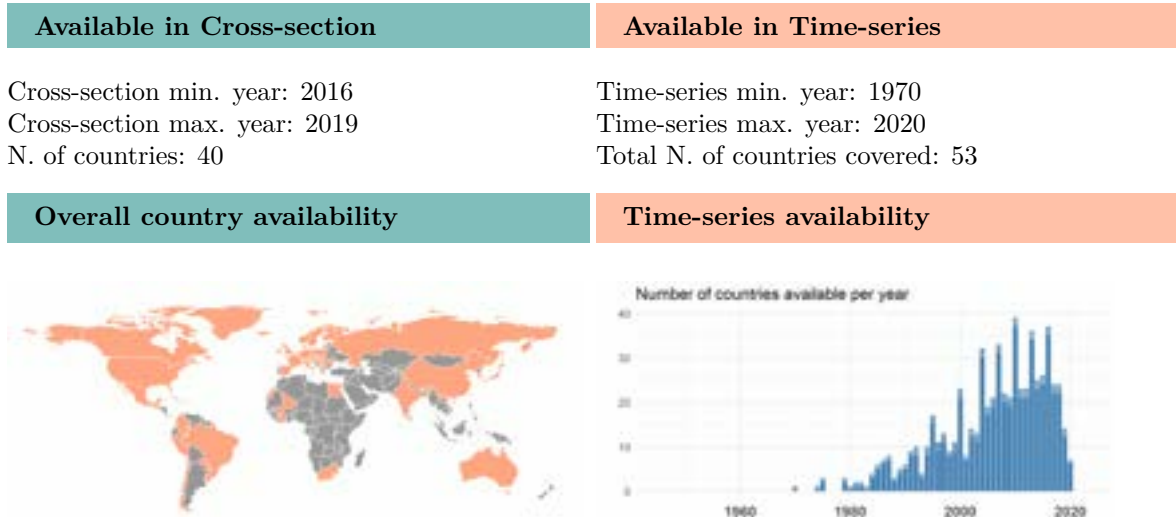 Available in Cross-section
Available in Time-series
Cross-section min. year: 2016
Cross-section max. year: 2019
N. of countries: 40
Time-series min. year: 1970
Time-series max. year: 2020
Total N. of countries covered: 53
Overall country availability
Time-series availability
Number of countries available per year
40
30
20
10
0
1960
1980
2000
2020